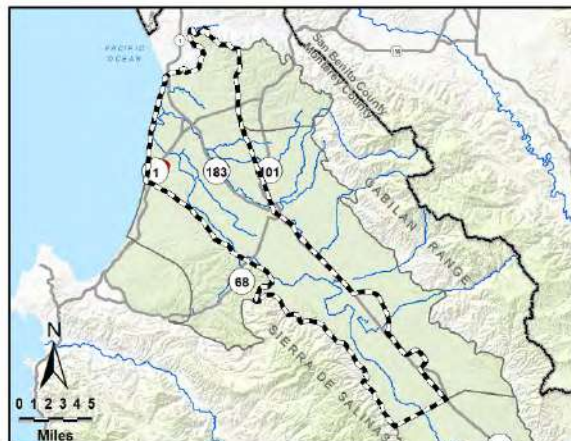 PACIFIC
OCEAN
1
San Benito County
Monterey County
1
183
101
GABILAN RANGE
68
SIERRA DE SALINAS
N
0 1 2 3 4 5
Miles